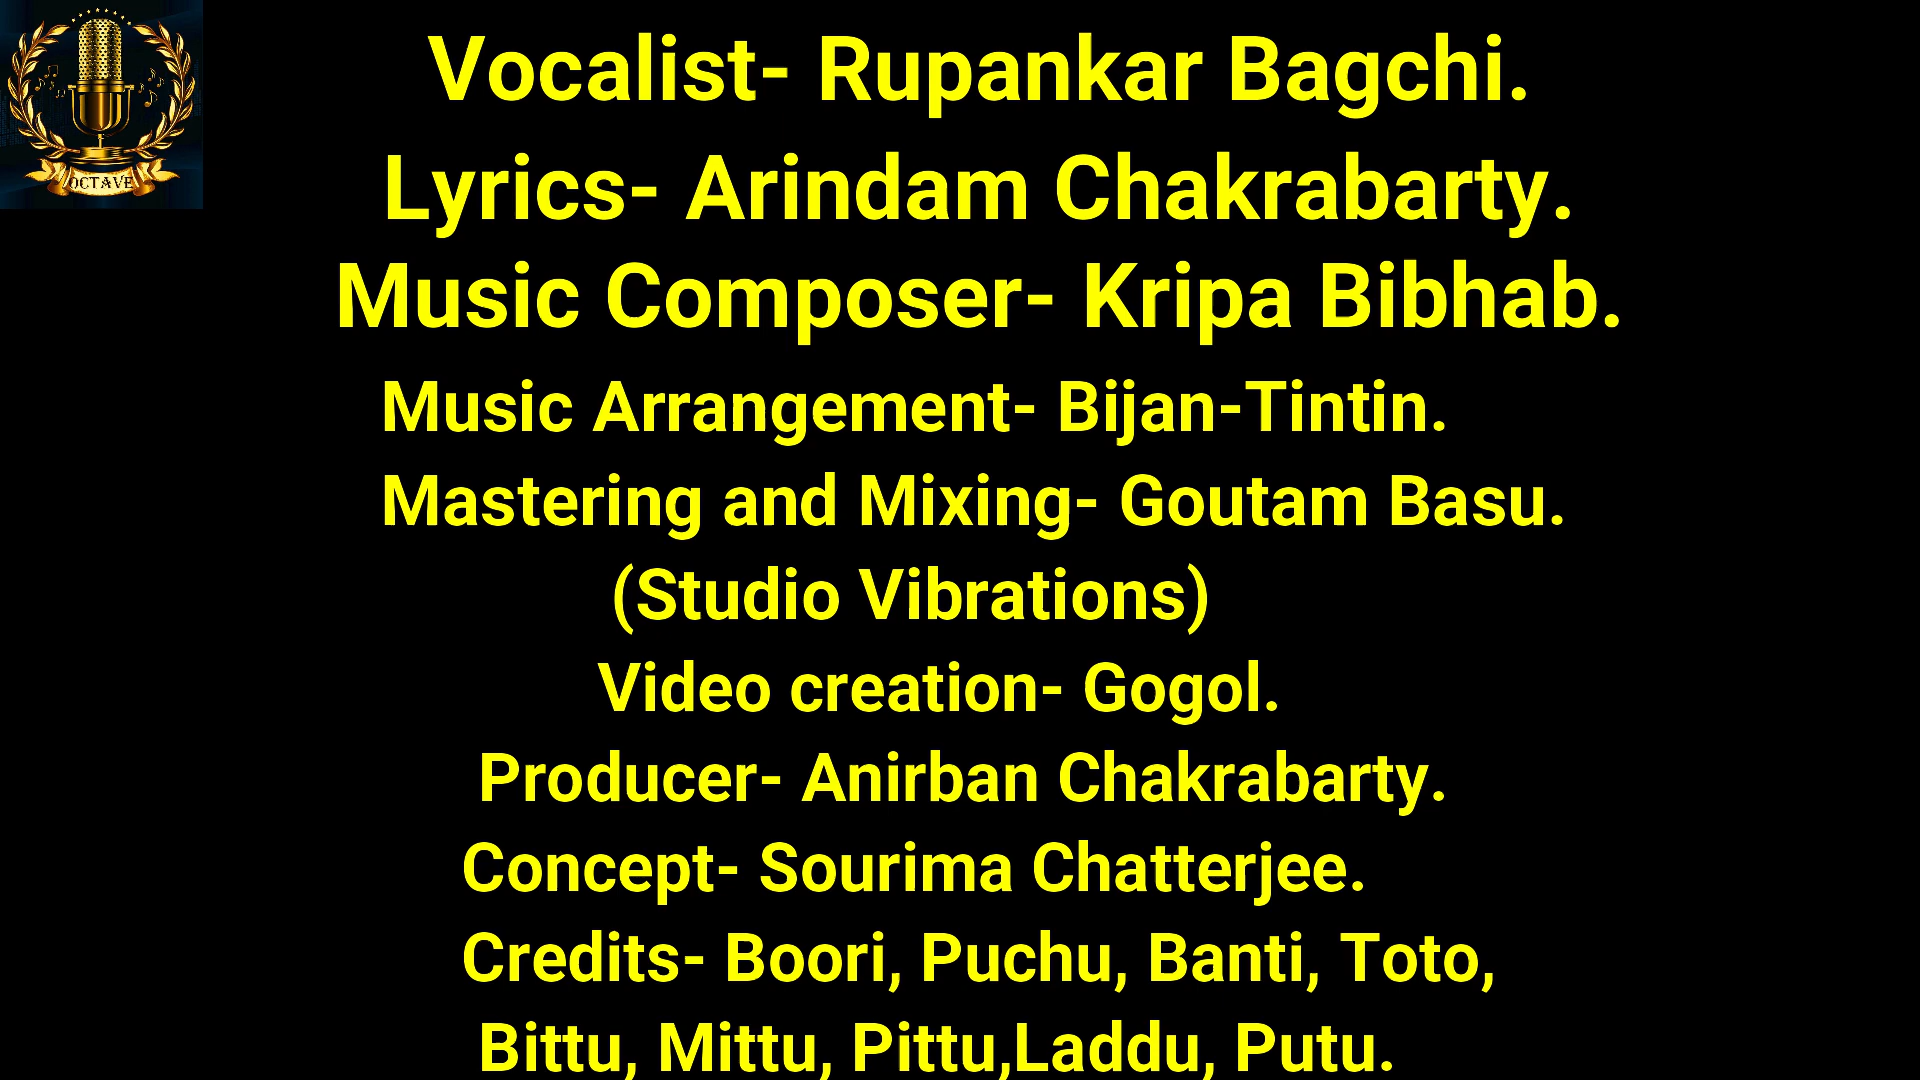 OCTAVE
Vocalist- Rupankar Bagchi.
Lyrics- Arindam Chakrabarty.
Music Composer- Kripa Bibhab.
Music Arrangement- Bijan-Tintin.
Mastering and Mixing- Goutam Basu.
(Studio Vibrations)
Video creation- Gogol.
Producer- Anirban Chakrabarty.
Concept- Sourima Chatterjee.
Credits- Boori, Puchu, Banti, Toto,
Bittu, Mittu, Pittu,Laddu, Putu.